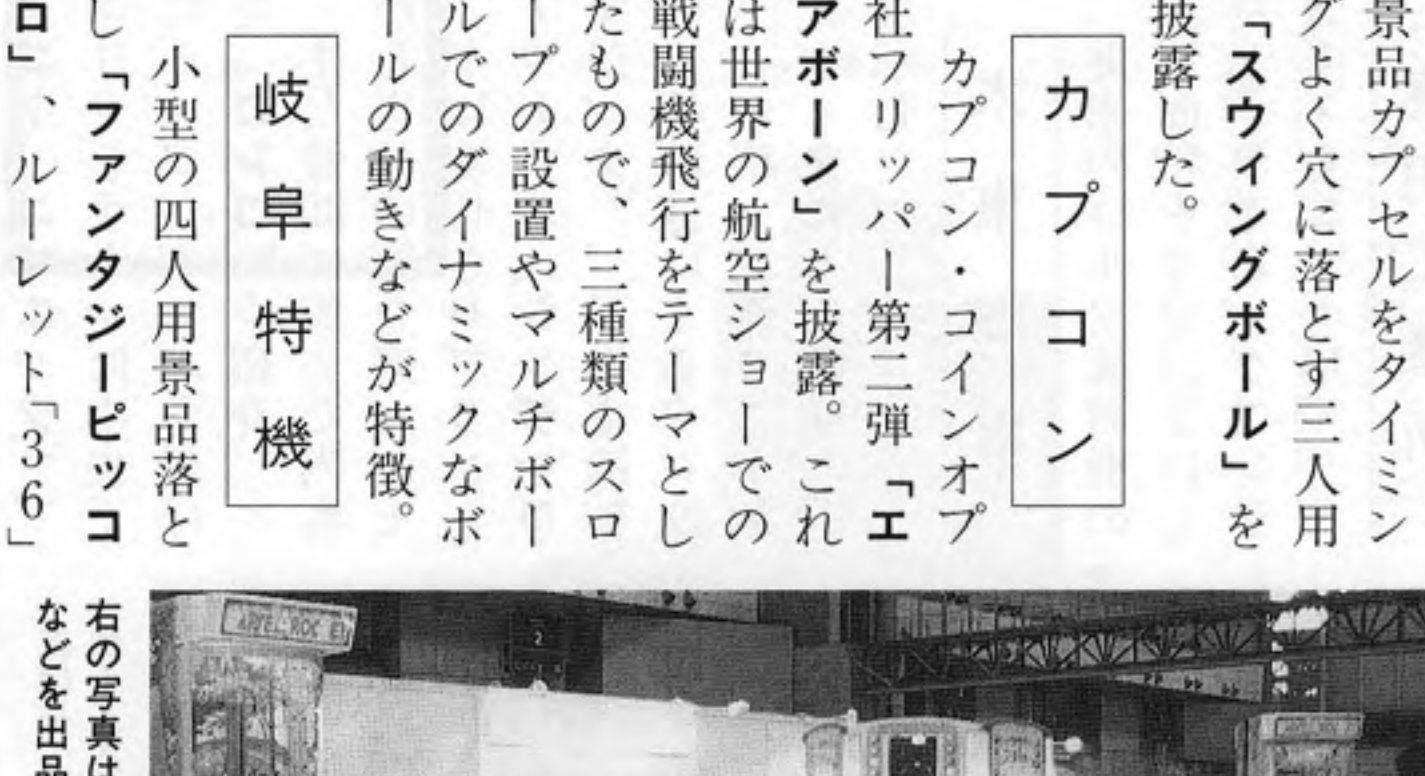 景品カプセルをタイミン
グよく穴に落とす三人用
「スウィングボール」を
披露した。
カプコン
カプコン・コインオプ
社フリッパー第二弾「エ
アボーン」を披露。これ
は世界の航空ショーでの
戦闘機飛行をテーマとし
たもので、三種類のスロ
ープの設置やマルチボー
ルでのダイナミックなボ
ールの動きなどが特徴。
岐阜特機
小型の四人用景品落と
し「ファンタジーピッコ
ロ」、ルーレット「36」
右の写真は
などを出品
2